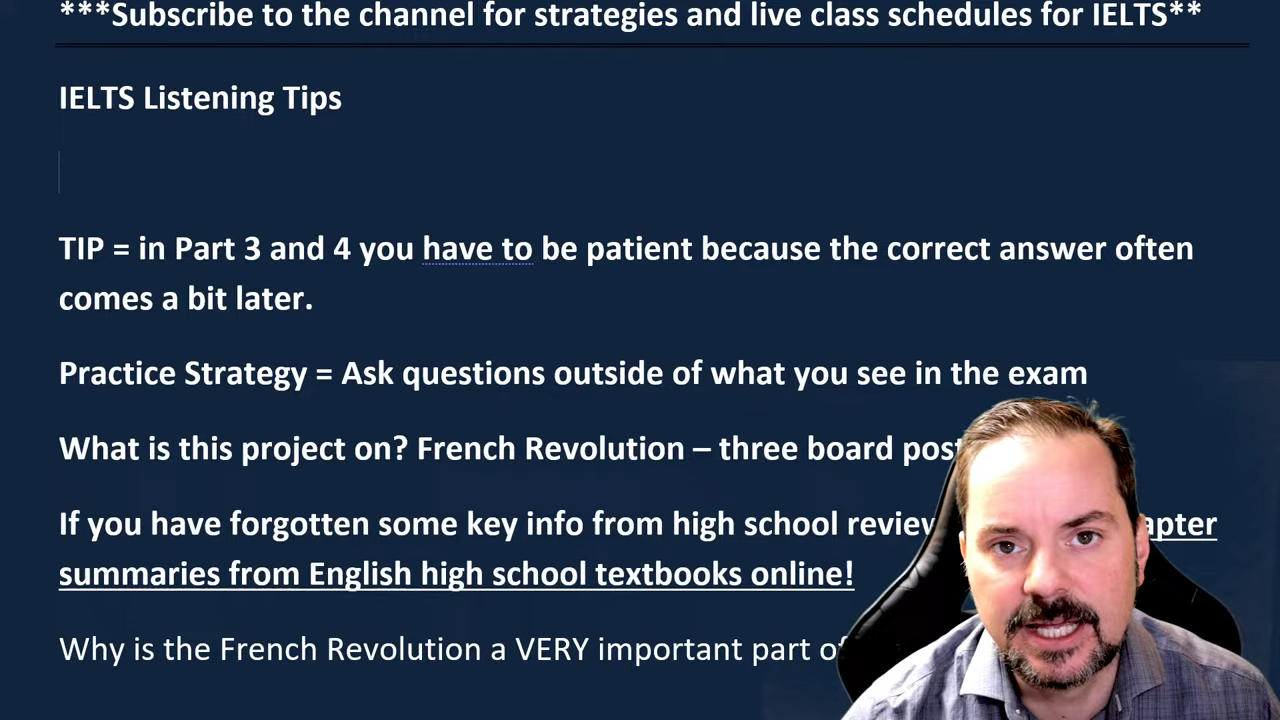 ***Subscribe to the channel for strategies and live class schedules for IELTS**
IELTS Listening Tips
TIP = in Part 3 and 4 you have to be patient because the correct answer often
comes a bit later.
Practice Strategy = Ask questions outside of what you see in the exam
What is this project on? French Revolution – three board
If you have forgotten some key info from high school
summaries from English high school textbooks online!
Why is the French Revolution a VERY important part